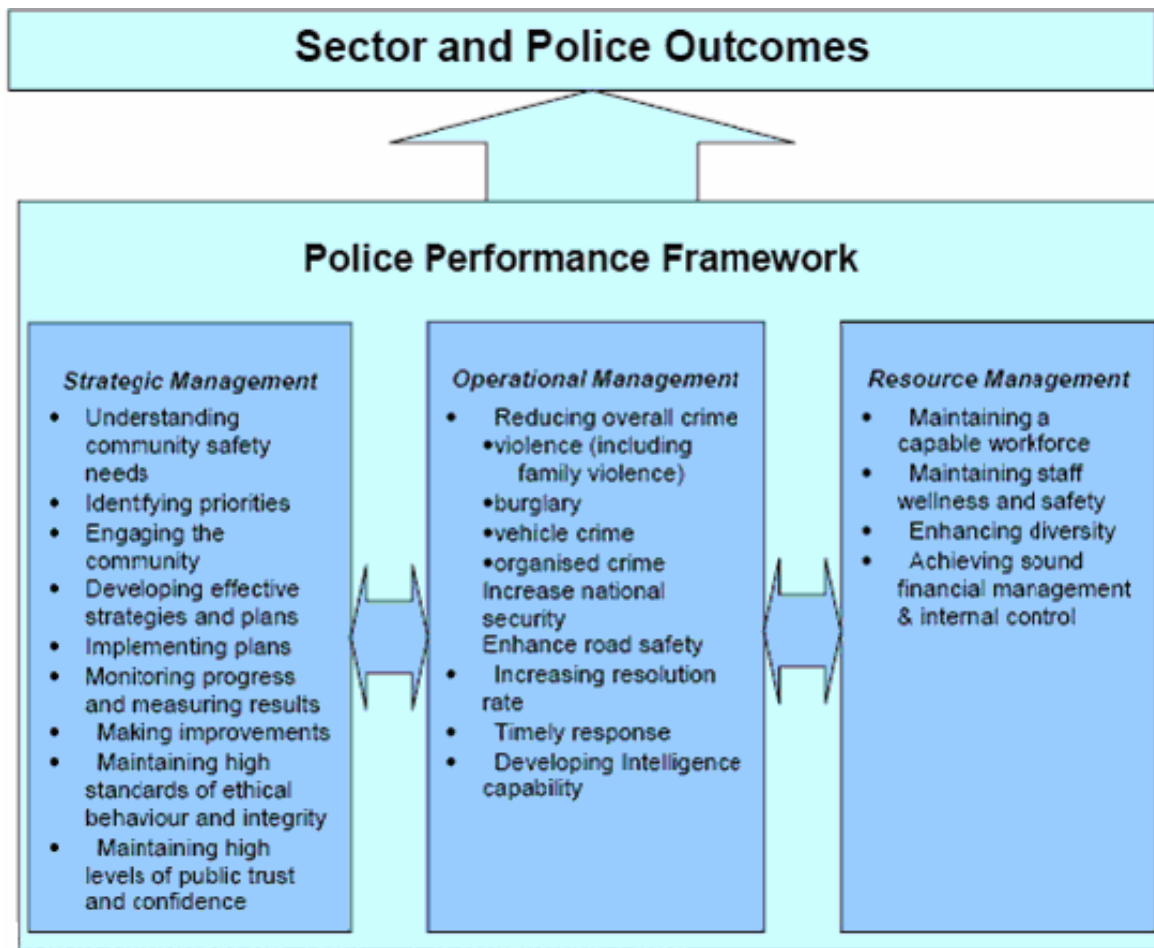 Sector and Police Outcomes
Police Performance Framework
Strategic Management
• Understanding
community safety
needs
• Identifying priorities
• Engaging the
community
• Developing effective
strategies and plans
• Implementing plans
• Monitoring progress
and measuring results
• Making improvements
• Maintaining high
standards of ethical
behaviour and integrity
• Maintaining high
levels of public trust
and confidence
Operational Management
• Reducing overall crime
•violence (including
family violence)
•burglary
•vehicle crime
•organised crime
Increase national
security
Enhance road safety
• Increasing resolution
rate
• Timely response
• Developing Intelligence
capability
Resource Management
• Maintaining a
capable workforce
• Maintaining staff
wellness and safety
• Enhancing diversity
• Achieving sound
financial management
& internal control